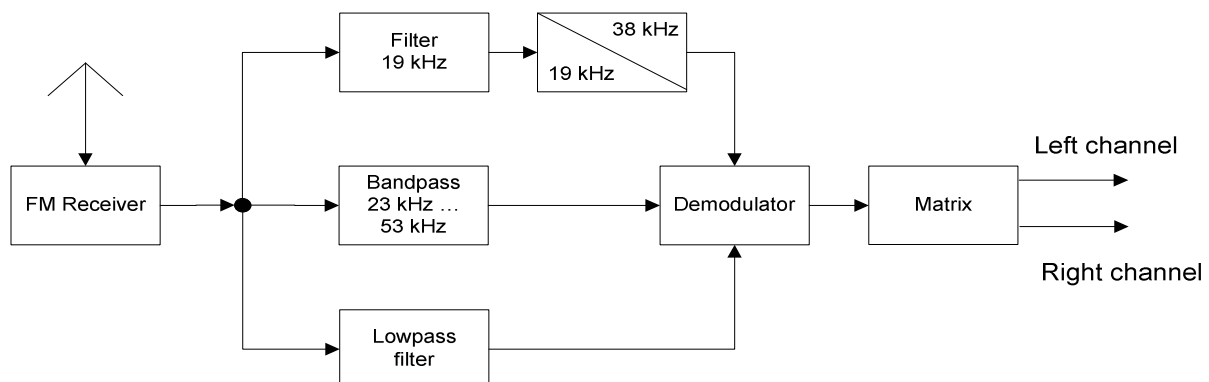 Filter
19 kHz
38 kHz
19 kHz
FM Receiver
Bandpass
23 kHz ...
53 kHz
Demodulator
Matrix
Left channel
Right channel
Lowpass
filter